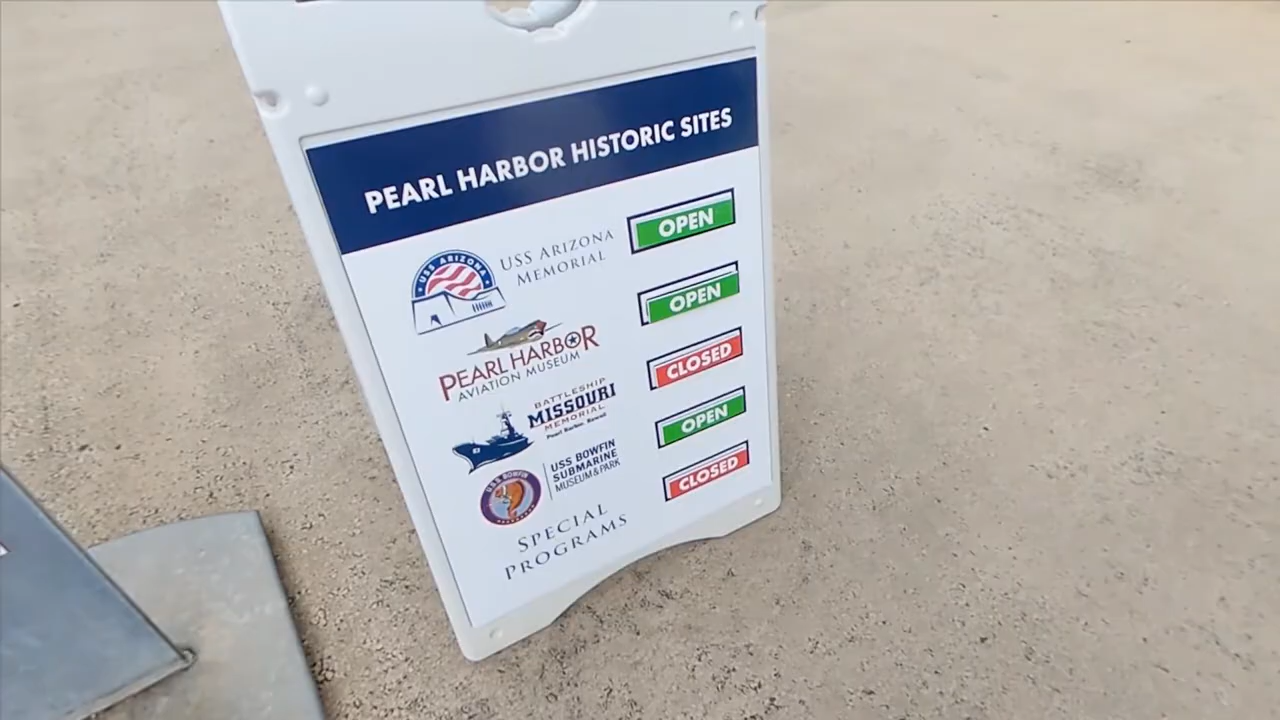 PEARL HARBOR HISTORIC SITES
USS ARIZONA
USS ARIZONA
MEMORIAL
OPEN
PEARL HARBOR
AVIATION MUSEUM
OPEN
BATTLESHIP
MISSOURI
MEMORIAL
Pearl Harbor, Hawaii
CLOSED
USS BOWFIN
USS BOWFIN
SUBMARINE
MUSEUM & PARK
OPEN
SPECIAL
PROGRAMS
CLOSED